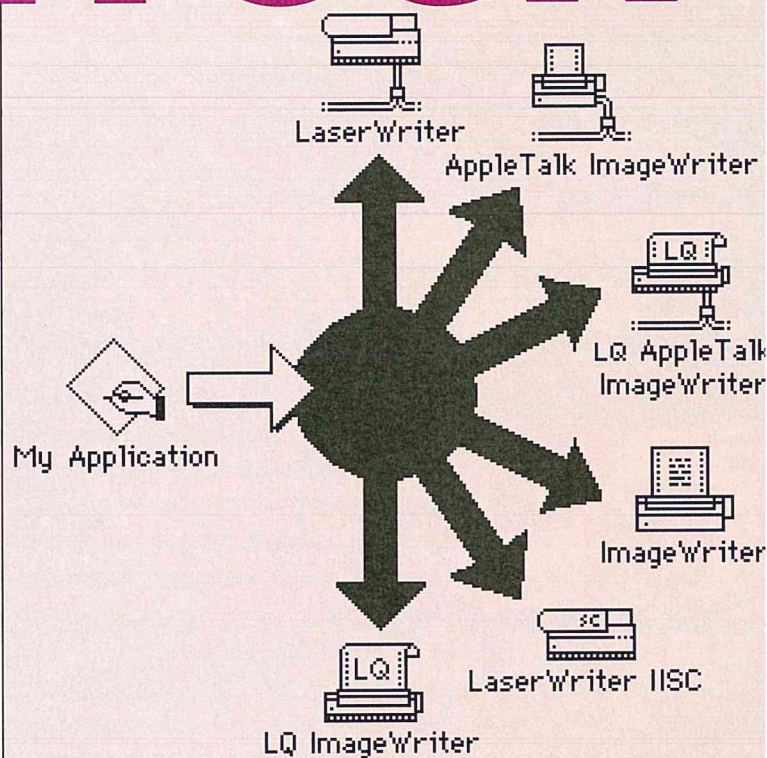 LaserWriter
AppleTalk ImageWriter
LQ
LQ AppleTalk
ImageWriter
My Application
ImageWriter
SC
LaserWriter IISC
LQ
LQ ImageWriter